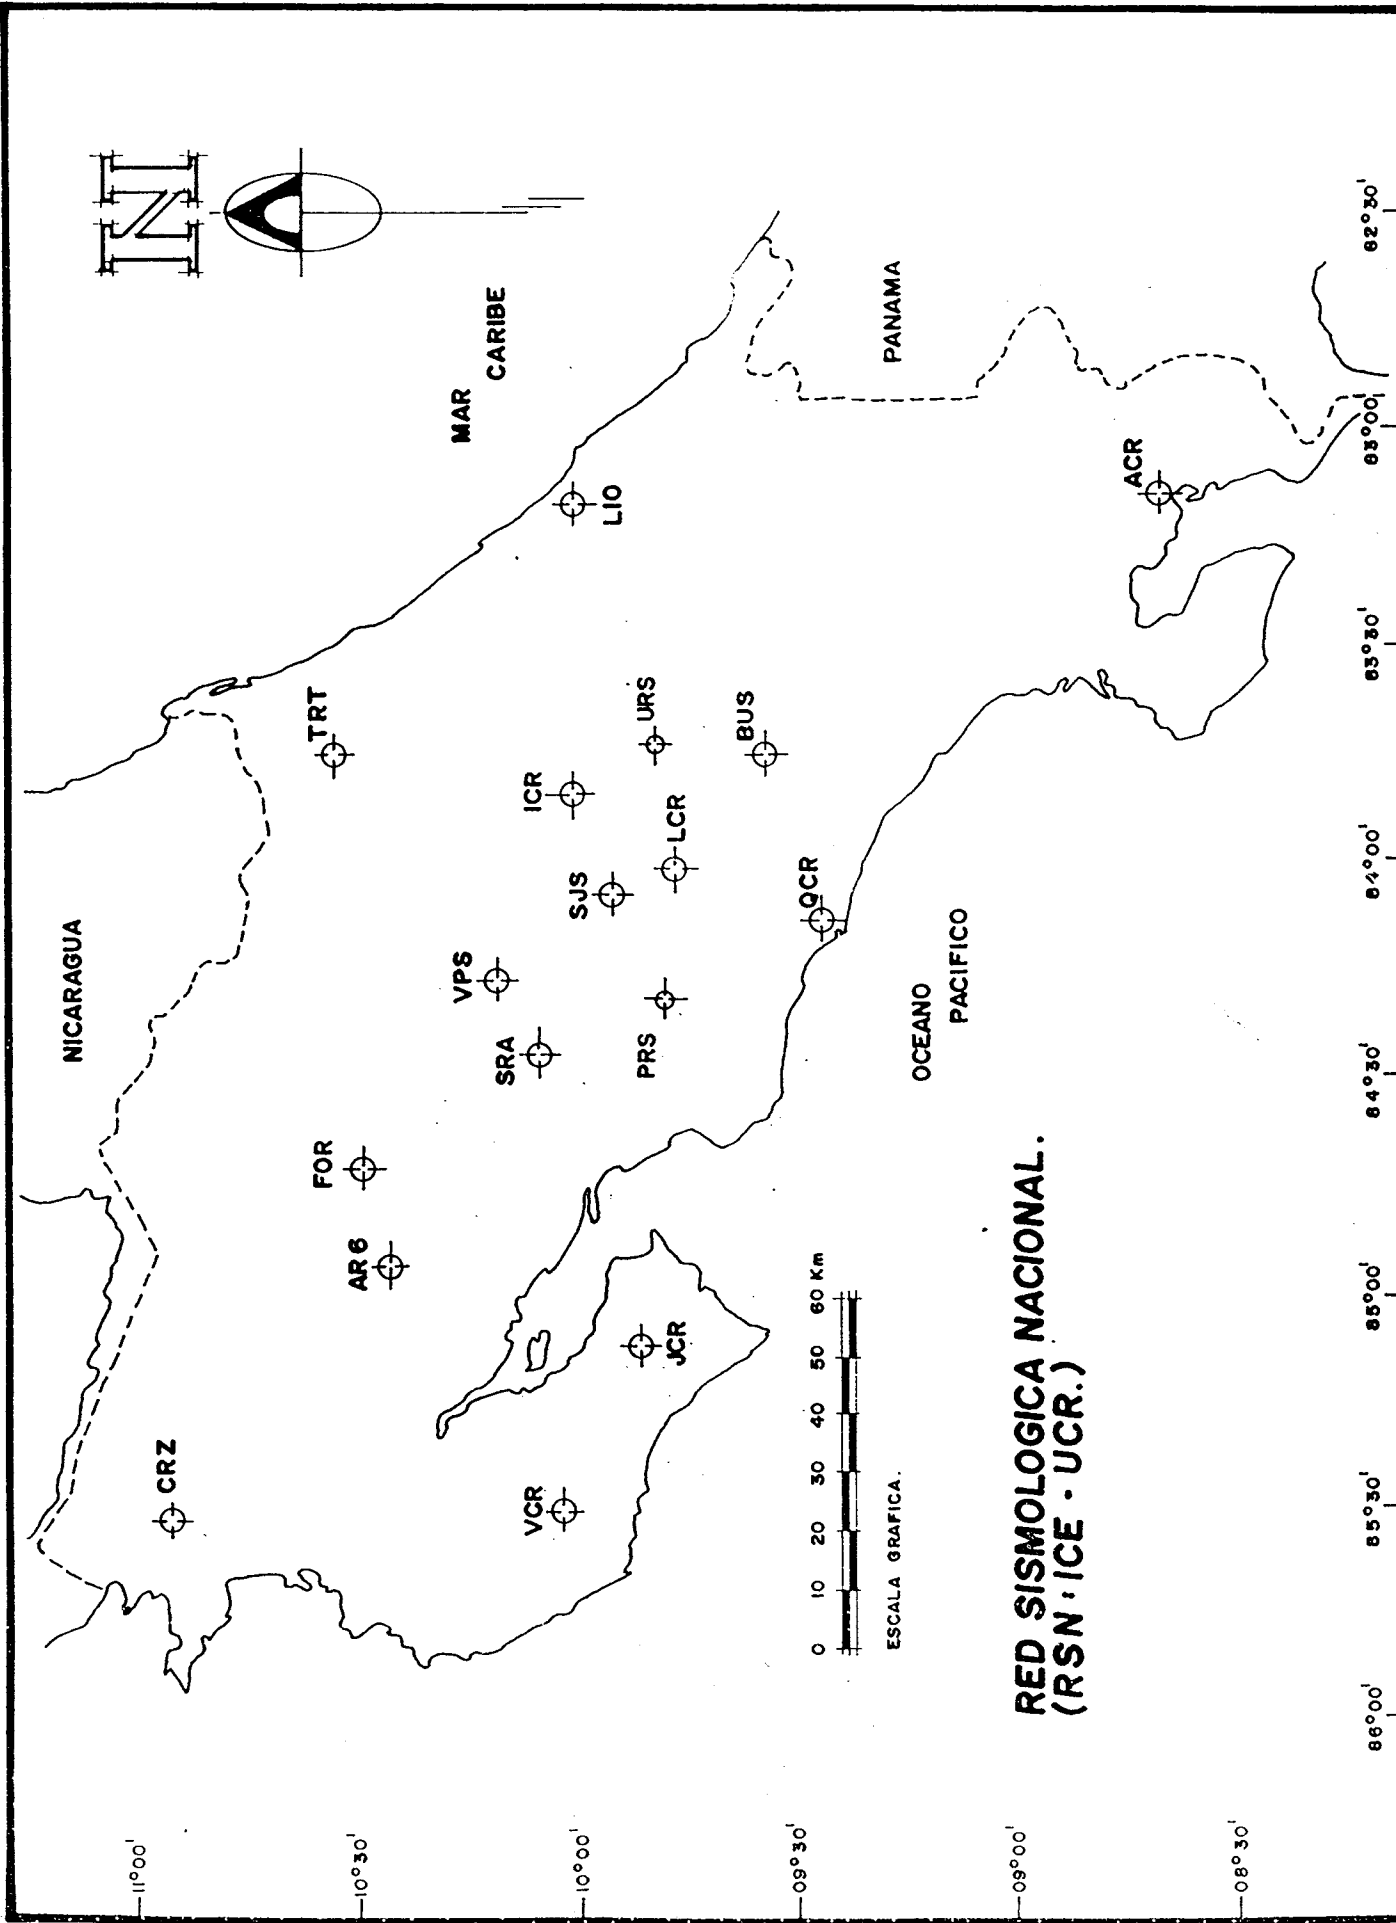 N
NICARAGUA
MAR
CARIBE
PANAMA
OCEANO
PACIFICO
CRZ
FOR
AR6
TRT
VPS
SRA
ICR
SJS
LIO
VCR
JCR
PRS
LCR
URS
BUS
QCR
ACR
0 10 20 30 40 50 60 Km
ESCALA GRAFICA.
RED SISMOLOGICA NACIONAL.
(RSN: ICE - UCR.)
11°00'
10°30'
10°00'
09°30'
09°00'
08°30'
86°00' 85°30' 85°00' 84°30' 84°00' 83°30' 83°00' 82°30'